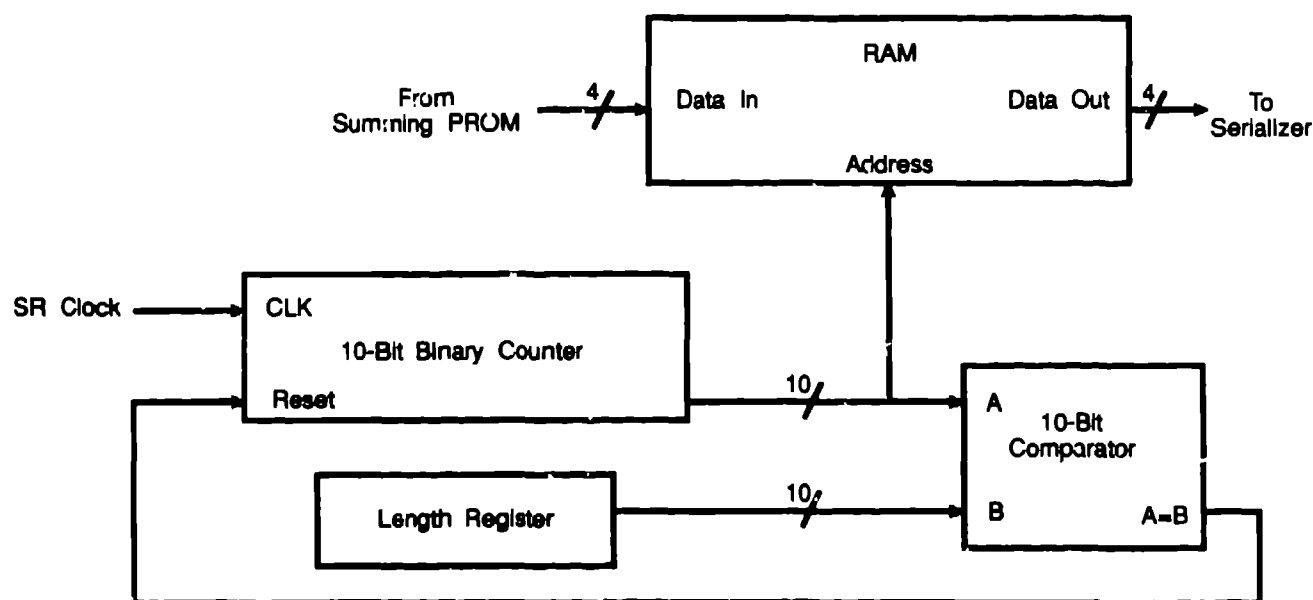 RAM
4
4
From
Summing PROM
Data In
Data Out
To
Serializer
Address
SR Clock
CLK
10-Bit Binary Counter
Reset
10
A
10-Bit
Comparator
Length Register
10
B
A=B